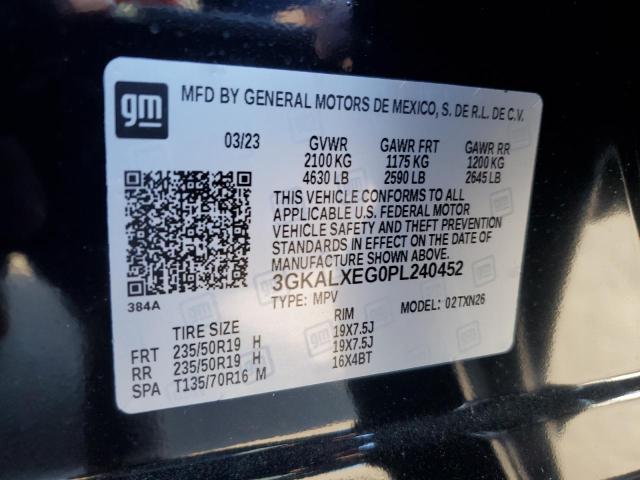 gm
MFD BY GENERAL MOTORS DE MEXICO, S. DE R.L. DE C.V.
03/23 GVWR GAWR FRT GAWR RR
2100 KG 1175 KG 1200 KG
4630 LB 2590 LB 2645 LB
THIS VEHICLE CONFORMS TO ALL
APPLICABLE U.S. FEDERAL MOTOR
VEHICLE SAFETY AND THEFT PREVENTION
STANDARDS IN EFFECT ON THE DATE OF
MANUFACTURE SHOWN ABOVE.
3GKALXEG0PL240452
TYPE: MPV MODEL: 02TXN26
384A
TIRE SIZE RIM
FRT 235/50R19 H 19X7.5J
RR 235/50R19 H 19X7.5J
SPA T135/70R16 M 16X4BT